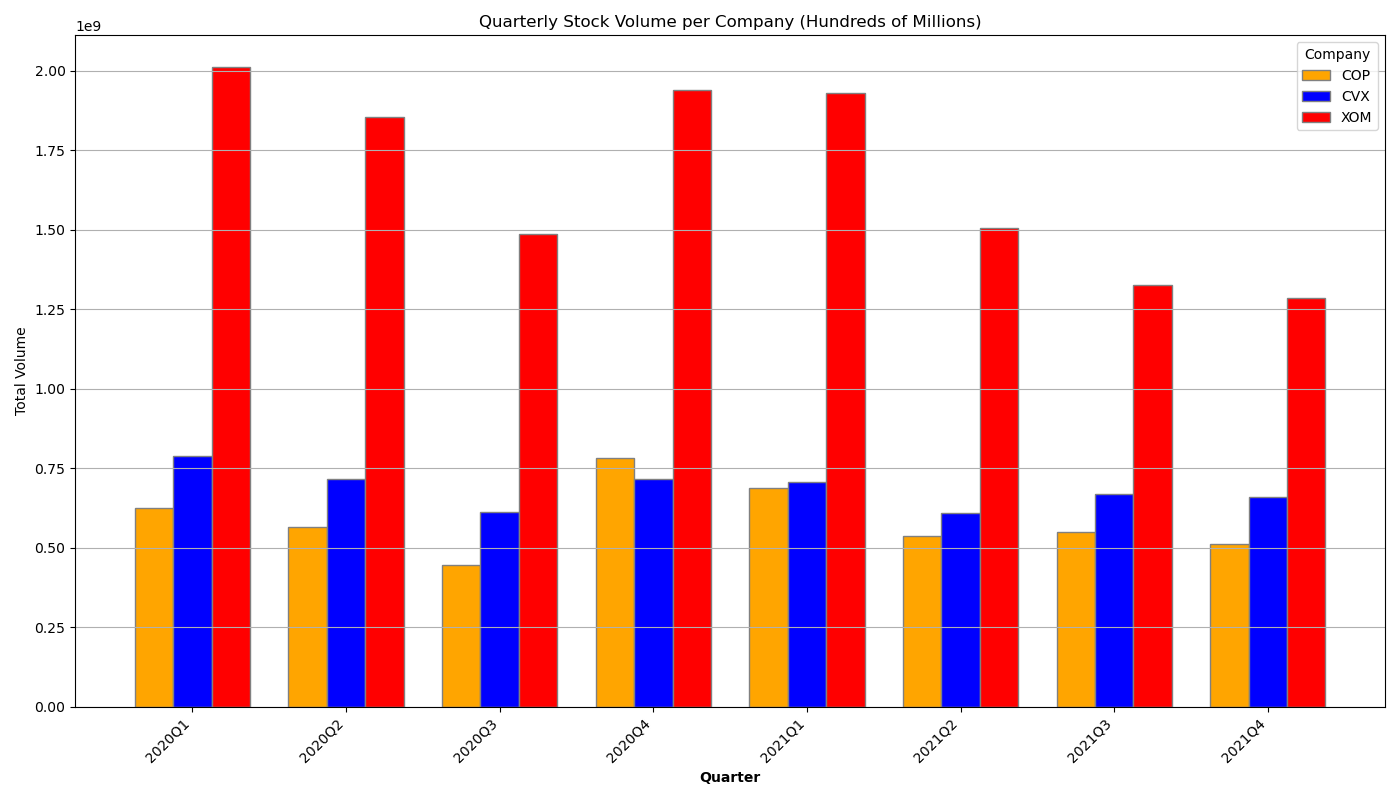 Quarterly Stock Volume per Company (Hundreds of Millions)
1e9
Company
COP
CVX
XOM
2.00
1.75
1.50
1.25
1.00
0.75
0.50
0.25
0.00
Total Volume
2020Q1
2020Q2
2020Q3
2020Q4
2021Q1
2021Q2
2021Q3
2021Q4
Quarter